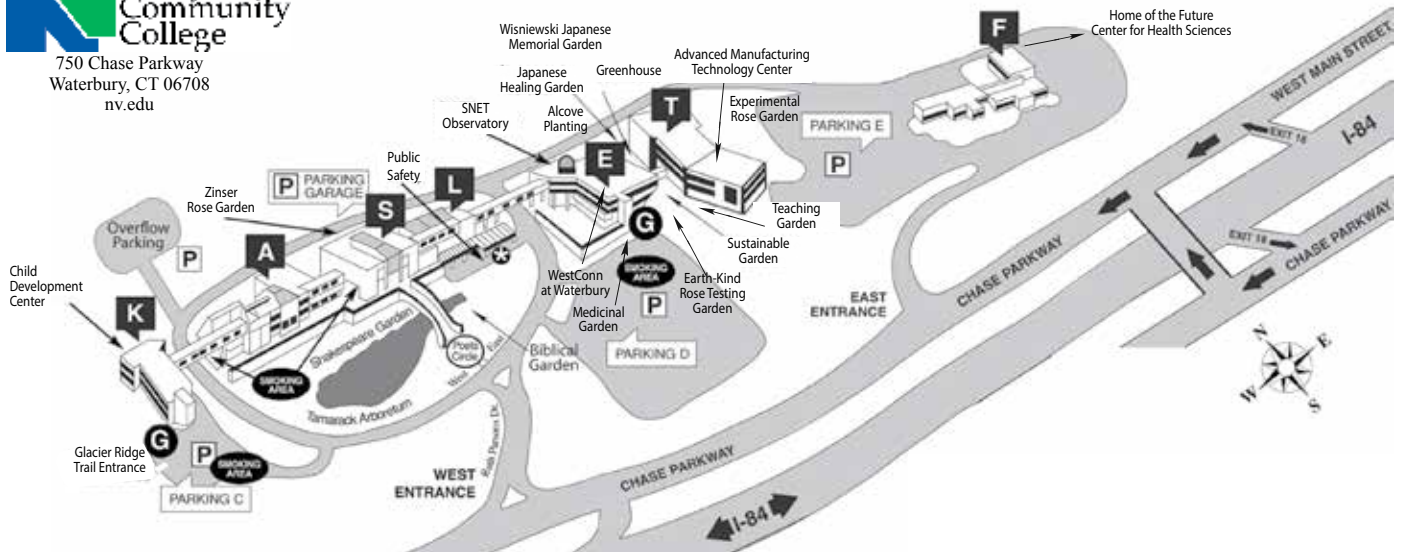 Community
College
750 Chase Parkway
Waterbury, CT 06708
nv.edu
Wisniewski Japanese
Memorial Garden
Japanese
Healing Garden
Greenhouse
Advanced Manufacturing
Technology Center
F
Home of the Future
Center for Health Sciences
WEST MAIN STREET
SNET
Observatory
Alcove
Planting
T
Experimental
Rose Garden
PARKING E
P
EXIT 18
I-84
Public
Safety
E
P PARKING
GARAGE
L
S
Zinser
Rose Garden
Overflow
Parking
P
A
Teaching
Garden
Sustainable
Garden
G
SMOKING
AREA
P
Earth-Kind
Rose Testing
Garden
WestConn
at Waterbury
Medicinal
Garden
PARKING D
*
EAST
ENTRANCE
CHASE PARKWAY
EXIT 18
CHASE PARKWAY
Child
Development
Center
K
Shakespeare Garden
SMOKING
AREA
Tamarack Arboretum
Poets
Circle
Biblical
Garden
West
East
N
E
W
S
Glacier Ridge
Trail Entrance
G
P
SMOKING
AREA
PARKING C
WEST
ENTRANCE
CHASE PARKWAY
I-84